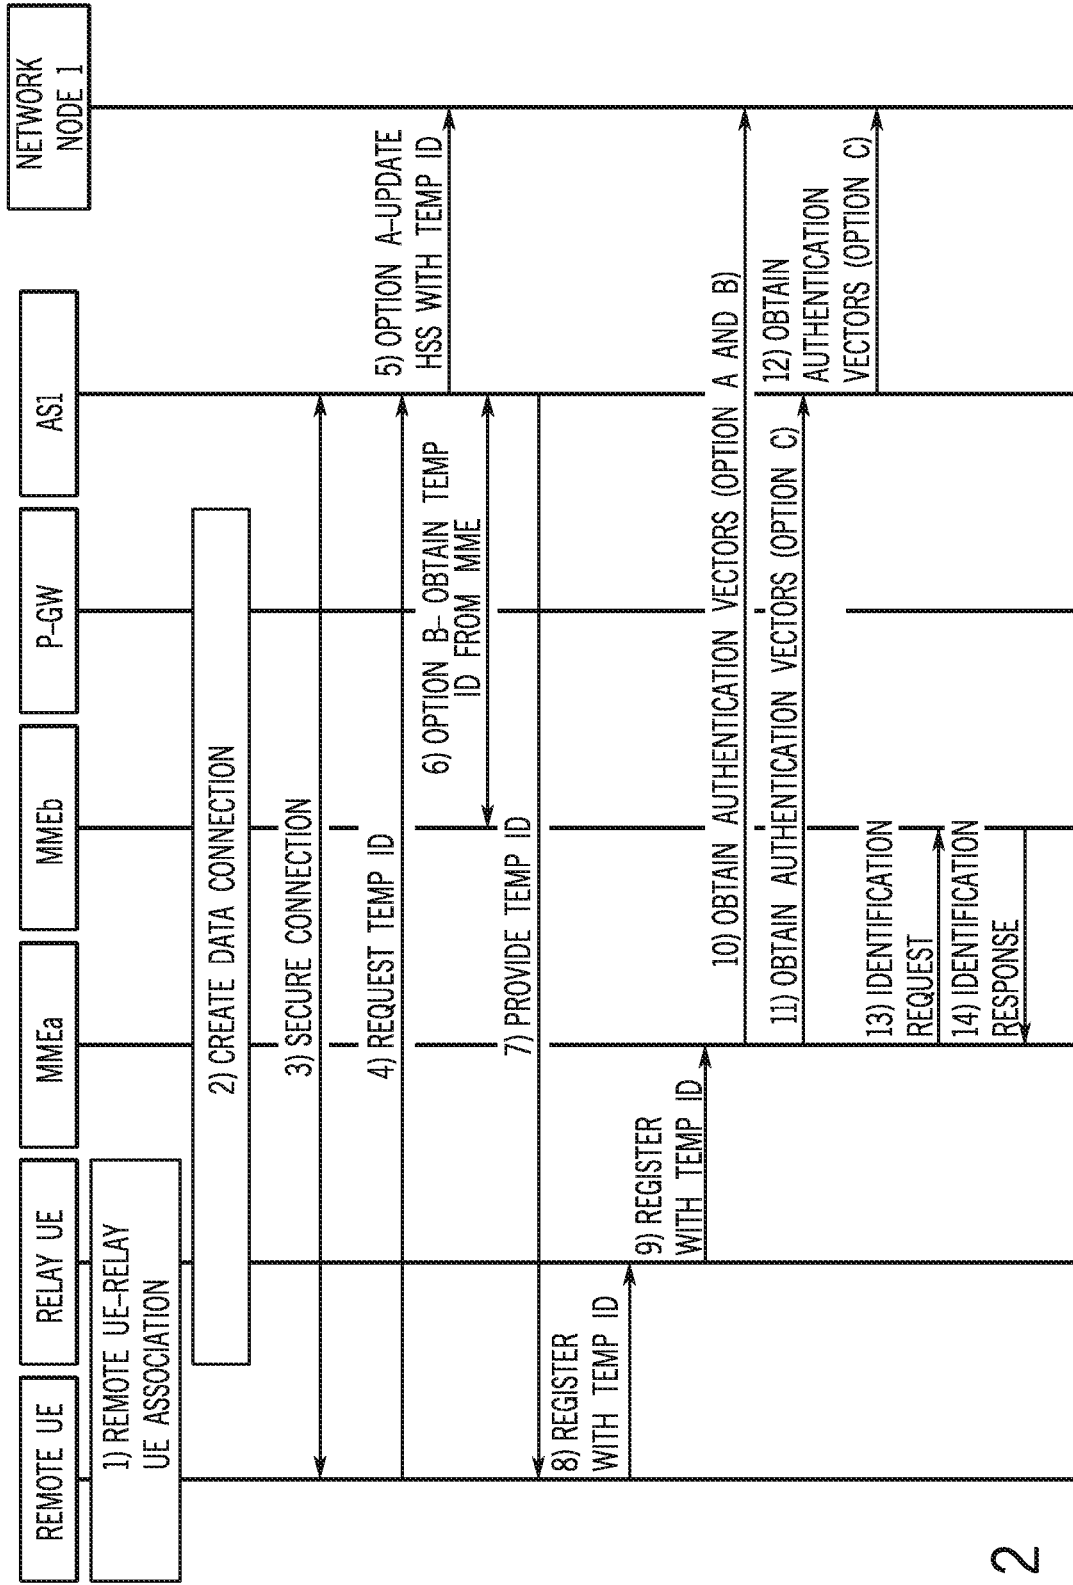 REMOTE UE
RELAY UE
MMEa
MMEb
P-GW
AS1
NETWORK
NODE 1
1) REMOTE UE-RELAY
UE ASSOCIATION
2) CREATE DATA CONNECTION
3) SECURE CONNECTION
4) REQUEST TEMP ID
5) OPTION A-UPDATE
HSS WITH TEMP ID
6) OPTION B- OBTAIN TEMP
ID FROM MME
7) PROVIDE TEMP ID
8) REGISTER
WITH TEMP ID
9) REGISTER
WITH TEMP ID
10) OBTAIN AUTHENTICATION VECTORS (OPTION A AND B)
11) OBTAIN AUTHENTICATION VECTORS (OPTION C)
12) OBTAIN
AUTHENTICATION
VECTORS (OPTION C)
13) IDENTIFICATION
REQUEST
14) IDENTIFICATION
RESPONSE
2